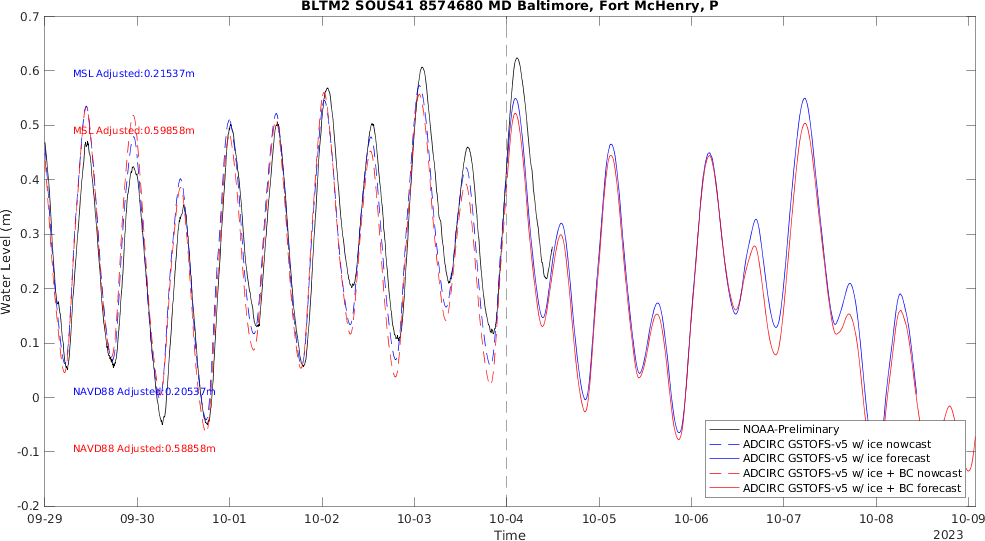 BLTM2 SOUS41 8574680 MD Baltimore, Fort McHenry, P
0.7
0.6
0.5
0.4
0.3
0.2
0.1
0
-0.1
-0.2
Water Level (m)
MSL Adjusted:0.21537m
MSL Adjusted:0.59858m
NAVD88 Adjusted:0.20537m
NAVD88 Adjusted:0.58858m
NOAA-Preliminary
ADCIRC GSTOFS-v5 w/ ice nowcast
ADCIRC GSTOFS-v5 w/ ice forecast
ADCIRC GSTOFS-v5 w/ ice + BC nowcast
ADCIRC GSTOFS-v5 w/ ice + BC forecast
09-29 09-30 10-01 10-02 10-03 10-04 10-05 10-06 10-07 10-08 10-09
Time
2023